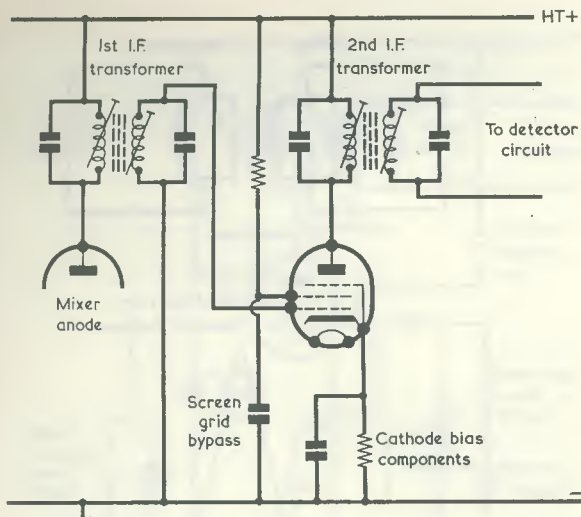 HT+
1st I.F.
transformer
2nd I.F.
transformer
To detector
circuit
Mixer
anode
Screen
grid
bypass
Cathode bias
components